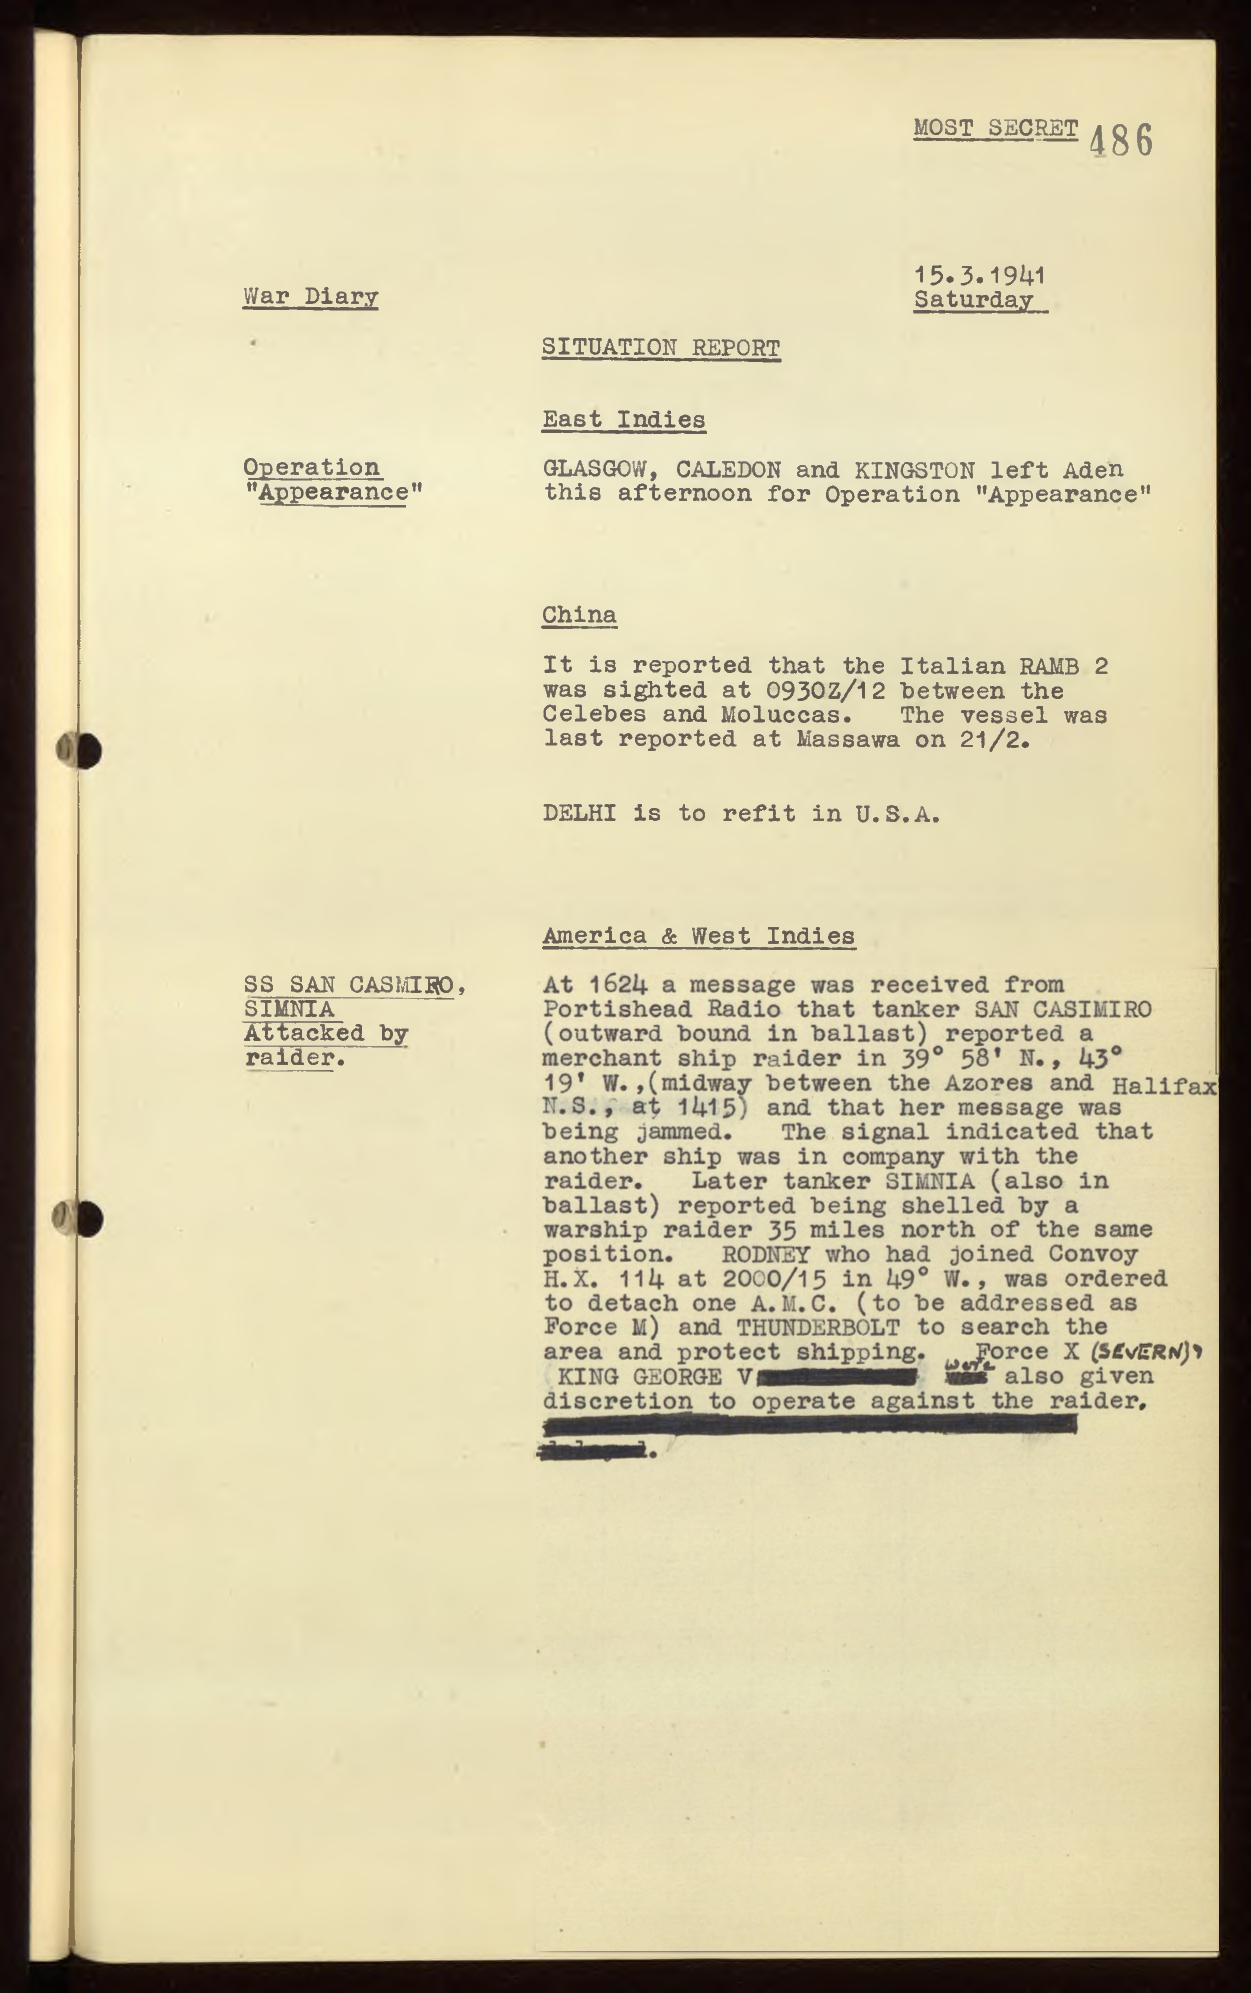 MOST SECRET 486
15.3.1941
War Diary
Saturday
SITUATION REPORT
East Indies
Operation
"Appearance"
GLASGOW, CALEDON and KINGSTON left Aden
this afternoon for Operation "Appearance"
China
It is reported that the Italian RAMB 2
was sighted at 0930Z/12 between the
Celebes and Moluccas. The vessel was
last reported at Massawa on 21/2.
DELHI is to refit in U.S.A.
America & West Indies
SS SAN CASMIRO,
SIMNIA
Attacked by
raider.
At 1624 a message was received from
Portishead Radio that tanker SAN CASIMIRO
(outward bound in ballast) reported a
merchant ship raider in 39° 58' N., 43°
19' W.,(midway between the Azores and Halifax
N.S., at 1415) and that her message was
being jammed. The signal indicated that
another ship was in company with the
raider. Later tanker SIMNIA (also in
ballast) reported being shelled by a
warship raider 35 miles north of the same
position. RODNEY who had joined Convoy
H.X. 114 at 2000/15 in 49° W., was ordered
to detach one A.M.C. (to be addressed as
Force M) and THUNDERBOLT to search the
area and protect shipping. Force X (SEVERN),
KING GEORGE V were also given
discretion to operate against the raider.